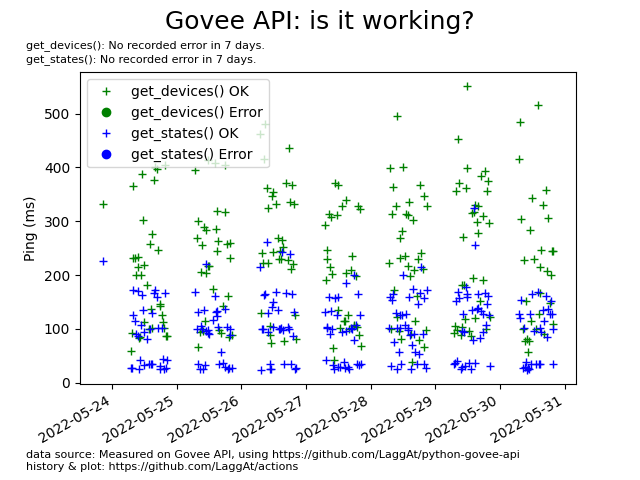 Govee API: is it working?
get_devices(): No recorded error in 7 days.
get_states(): No recorded error in 7 days.
get_devices() OK
get_devices() Error
get_states() OK
get_states() Error
Ping (ms)
500
400
300
200
100
0
2022-05-24
2022-05-25
2022-05-26
2022-05-27
2022-05-28
2022-05-29
2022-05-30
2022-05-31
data source: Measured on Govee API, using https://github.com/LaggAt/python-govee-api
history & plot: https://github.com/LaggAt/actions